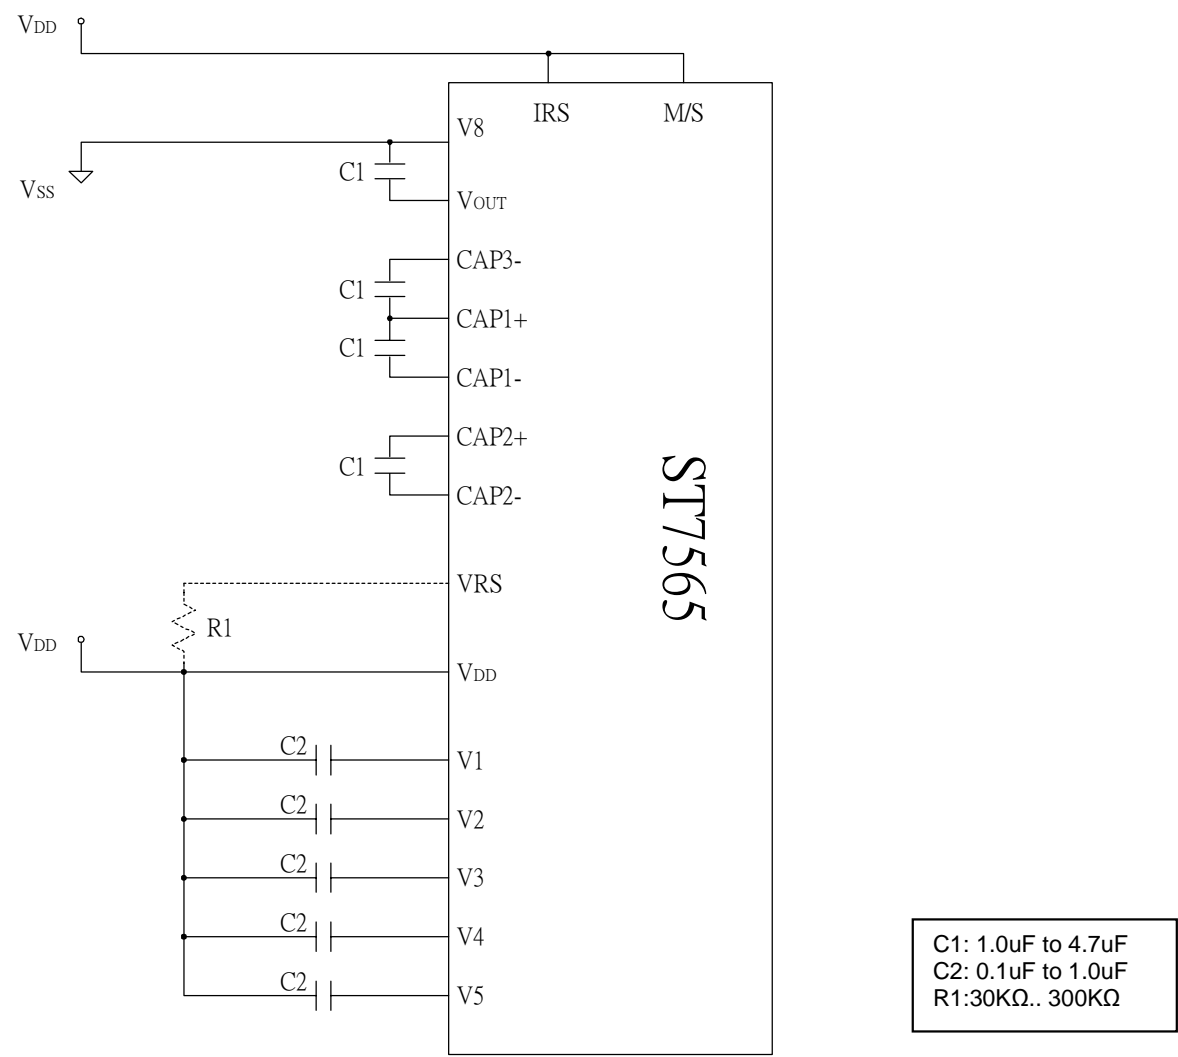 VDD
IRS M/S
V8
C1
VSS
VOUT
CAP3-
C1
CAP1+
C1
CAP1-
CAP2+
C1
CAP2-
ST7565
VRS
R1
VDD
VDD
C2
V1
C2
V2
C2
V3
C2
V4
C2
V5
C1: 1.0uF to 4.7uF
C2: 0.1uF to 1.0uF
R1:30KΩ.. 300KΩ